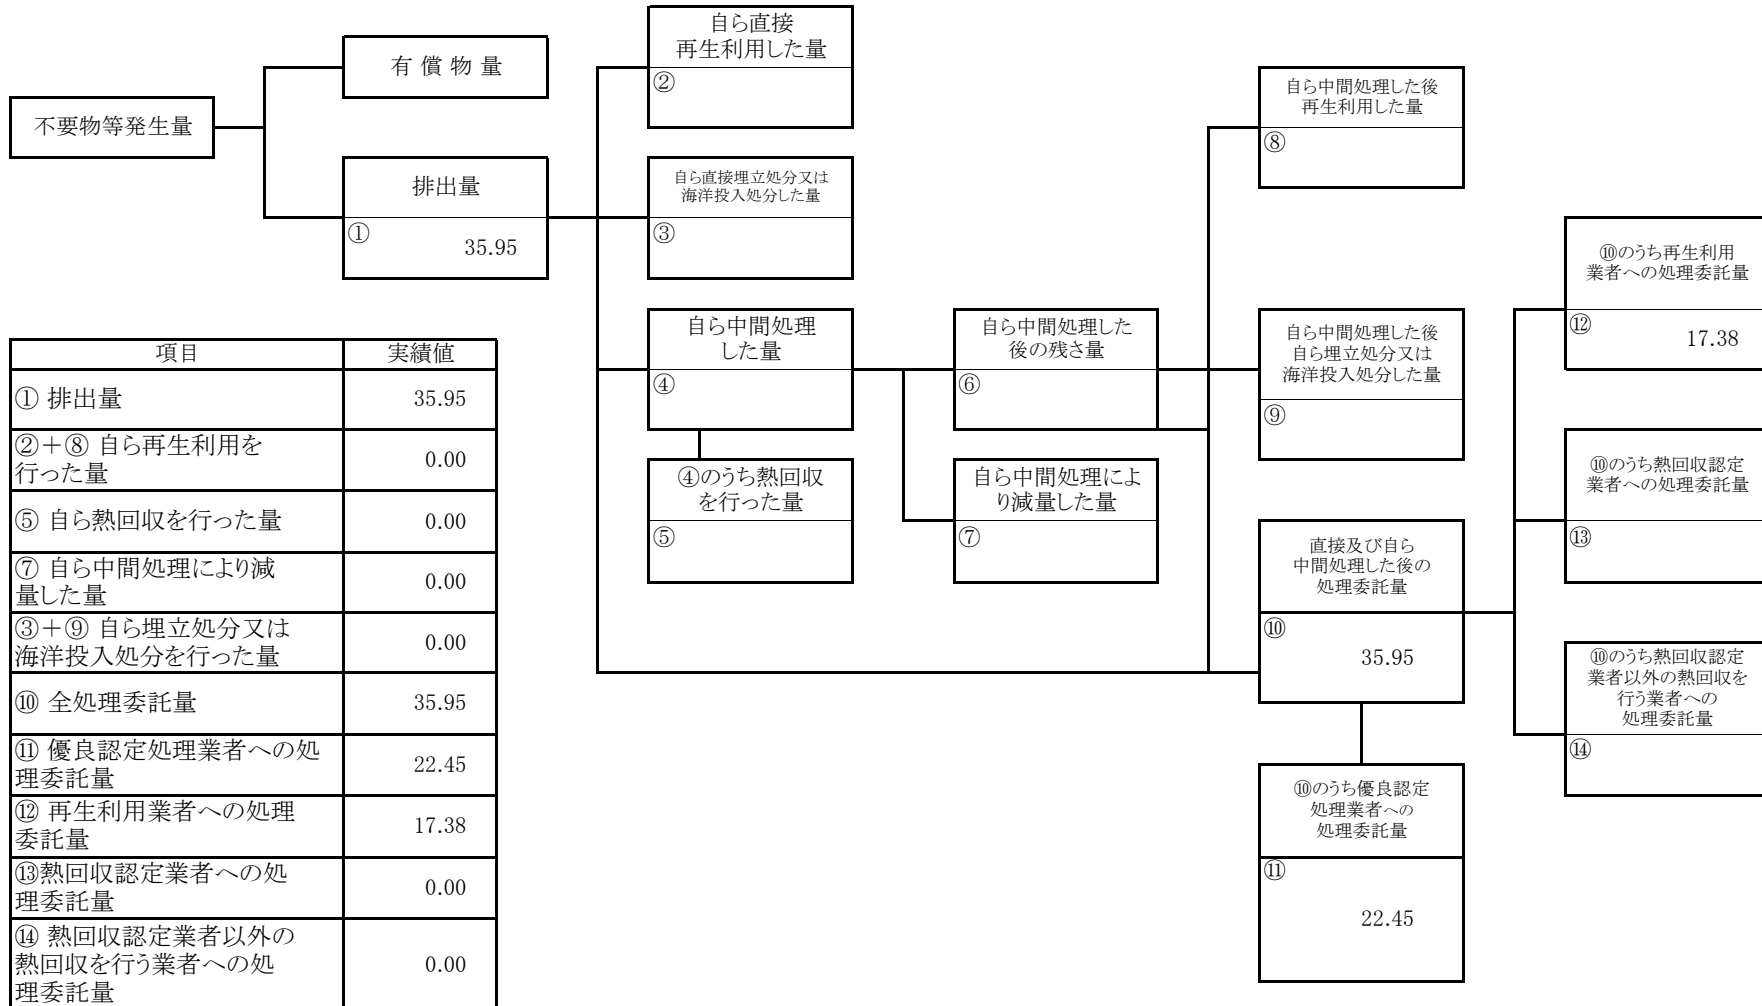 不要物等発生量
有 償 物 量
排出量
①
35.95
自ら直接
再生利用した量
②
自ら直接埋立処分又は
海洋投入処分した量
③
自ら中間処理
した量
④
④のうち熱回収
を行った量
⑤
自ら中間処理した
後の残さ量
⑥
自ら中間処理によ
り減量した量
⑦
自ら中間処理した後
再生利用した量
⑧
自ら中間処理した後
自ら埋立処分又は
海洋投入処分した量
⑨
直接及び自ら
中間処理した後の
処理委託量
⑩
35.95
⑩のうち優良認定
処理業者への
処理委託量
⑪
22.45
⑩のうち再生利用
業者への処理委託量
⑫
17.38
⑩のうち熱回収認定
業者への処理委託量
⑬
⑩のうち熱回収認定
業者以外の熱回収を
行う業者への
処理委託量
⑭
項目 実績値
① 排出量 35.95
②＋⑧ 自ら再生利用を
行った量 0.00
⑤ 自ら熱回収を行った量 0.00
⑦ 自ら中間処理により減
量した量 0.00
③＋⑨ 自ら埋立処分又は
海洋投入処分を行った量 0.00
⑩ 全処理委託量 35.95
⑪ 優良認定処理業者への処
理委託量 22.45
⑫ 再生利用業者への処理
委託量 17.38
⑬熱回収認定業者への処
理委託量 0.00
⑭ 熱回収認定業者以外の
熱回収を行う業者への処
理委託量 0.00